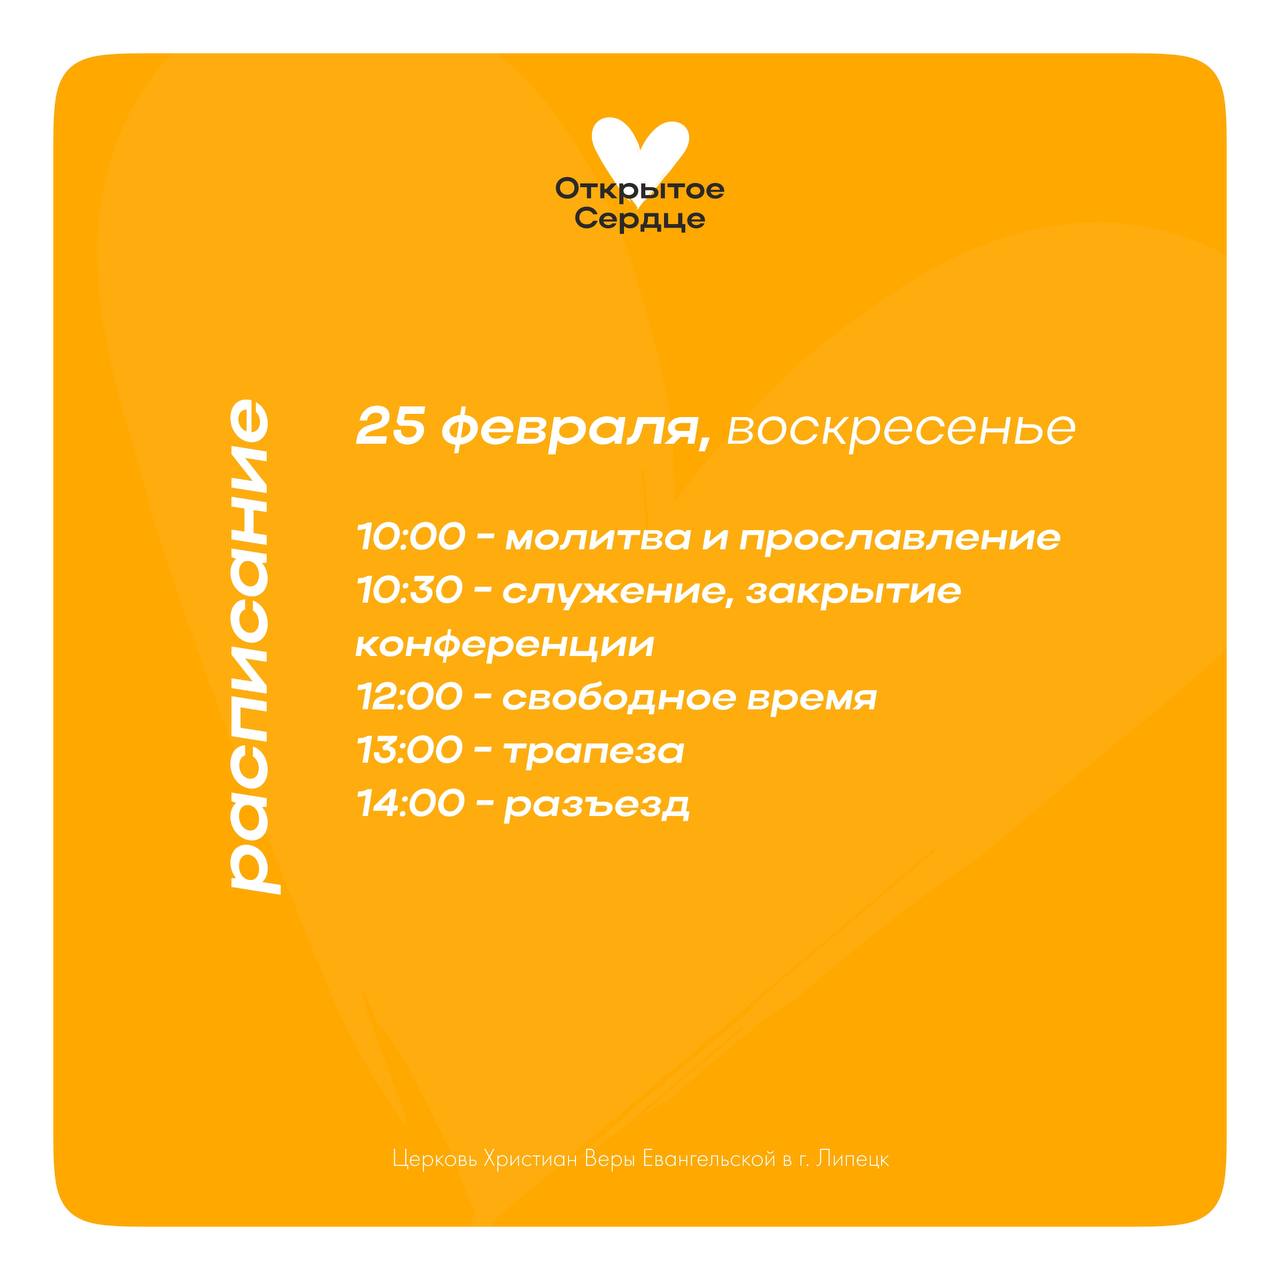 Открытое
Сердце
расписание
25 февраля, воскресенье
10:00 - молитва и прославление
10:30 - служение, закрытие
конференции
12:00 - свободное время
13:00 - трапеза
14:00 - разъезд
Церковь Христиан Веры Евангельской в г. Липецк